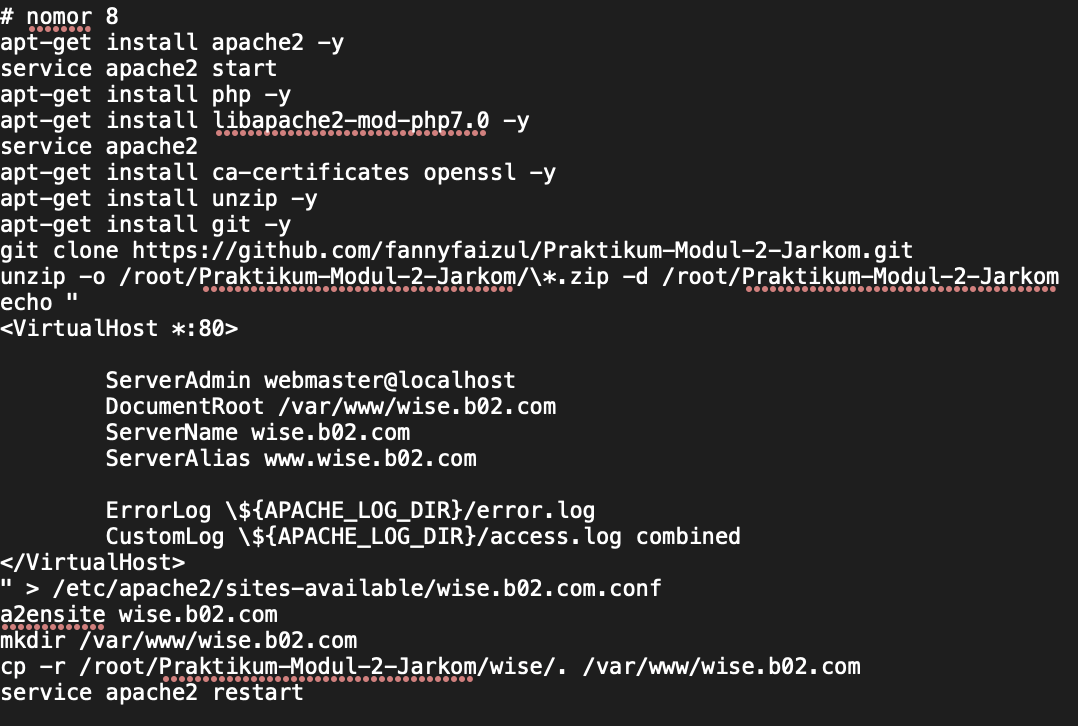 # nomor 8
apt-get install apache2 -y
service apache2 start
apt-get install php -y
apt-get install libapache2-mod-php7.0 -y
service apache2
apt-get install ca-certificates openssl -y
apt-get install unzip -y
apt-get install git -y
git clone https://github.com/fannyfaizul/Praktikum-Modul-2-Jarkom.git
unzip -o /root/Praktikum-Modul-2-Jarkom/\*.zip -d /root/Praktikum-Modul-2-Jarkom
echo "
<VirtualHost *:80>
        ServerAdmin webmaster@localhost
        DocumentRoot /var/www/wise.b02.com
        ServerName wise.b02.com
        ServerAlias www.wise.b02.com
        ErrorLog \${APACHE_LOG_DIR}/error.log
        CustomLog \${APACHE_LOG_DIR}/access.log combined
</VirtualHost>
" > /etc/apache2/sites-available/wise.b02.com.conf
a2ensite wise.b02.com
mkdir /var/www/wise.b02.com
cp -r /root/Praktikum-Modul-2-Jarkom/wise/. /var/www/wise.b02.com
service apache2 restart